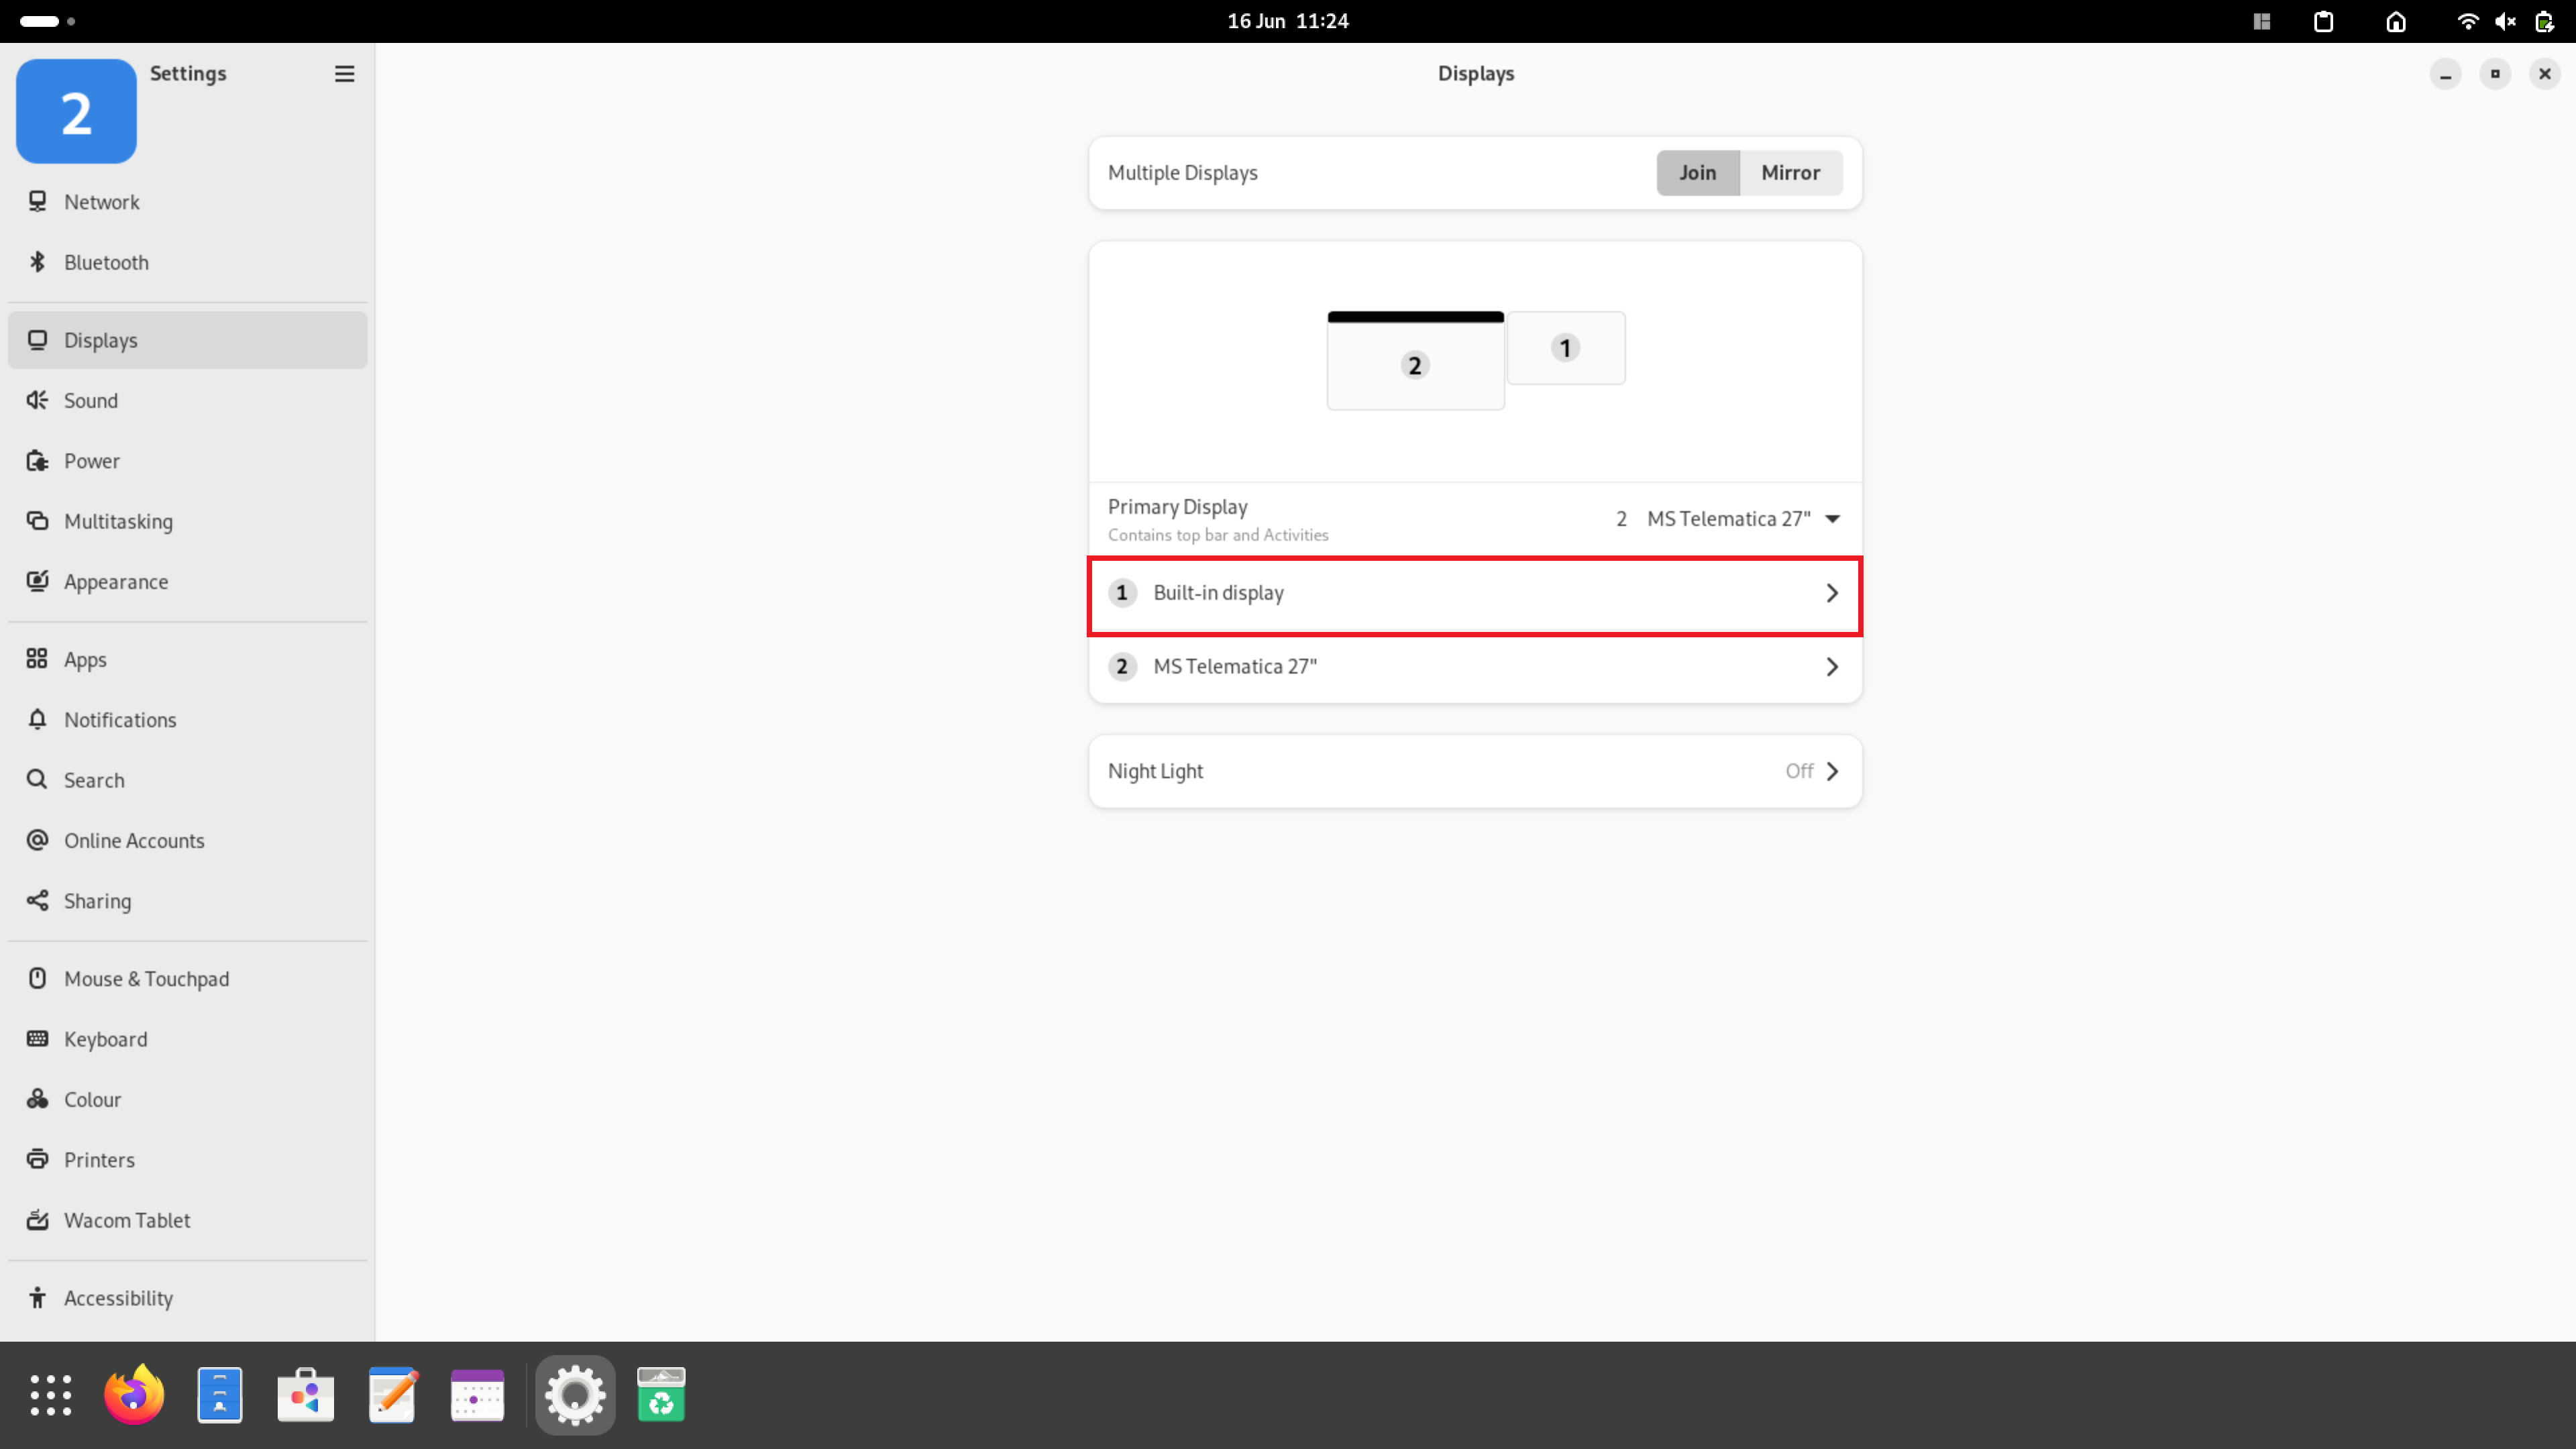 16 Jun 11:24
2
Settings
Displays
Network
Bluetooth
Displays
Sound
Power
Multitasking
Appearance
Apps
Notifications
Search
Online Accounts
Sharing
Mouse & Touchpad
Keyboard
Colour
Printers
Wacom Tablet
Accessibility
Multiple Displays Join Mirror
2 1
Primary Display 2 MS Telematica 27"
Contains top bar and Activities
1 Built-in display
2 MS Telematica 27"
Night Light Off